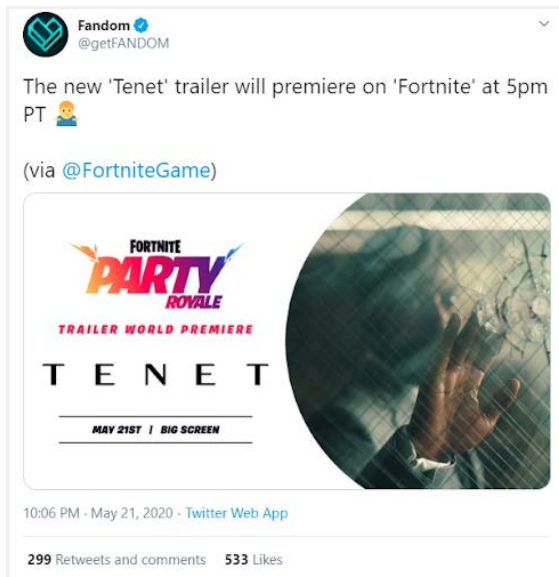 Fandom
@getFANDOM
The new 'Tenet' trailer will premiere on 'Fortnite' at 5pm
PT 🤷‍♂️
(via @FortniteGame)
FORTNITE
PARTY
ROYALE
TRAILER WORLD PREMIERE
TENET
MAY 21ST | BIG SCREEN
10:06 PM · May 21, 2020 · Twitter Web App
299 Retweets and comments 533 Likes